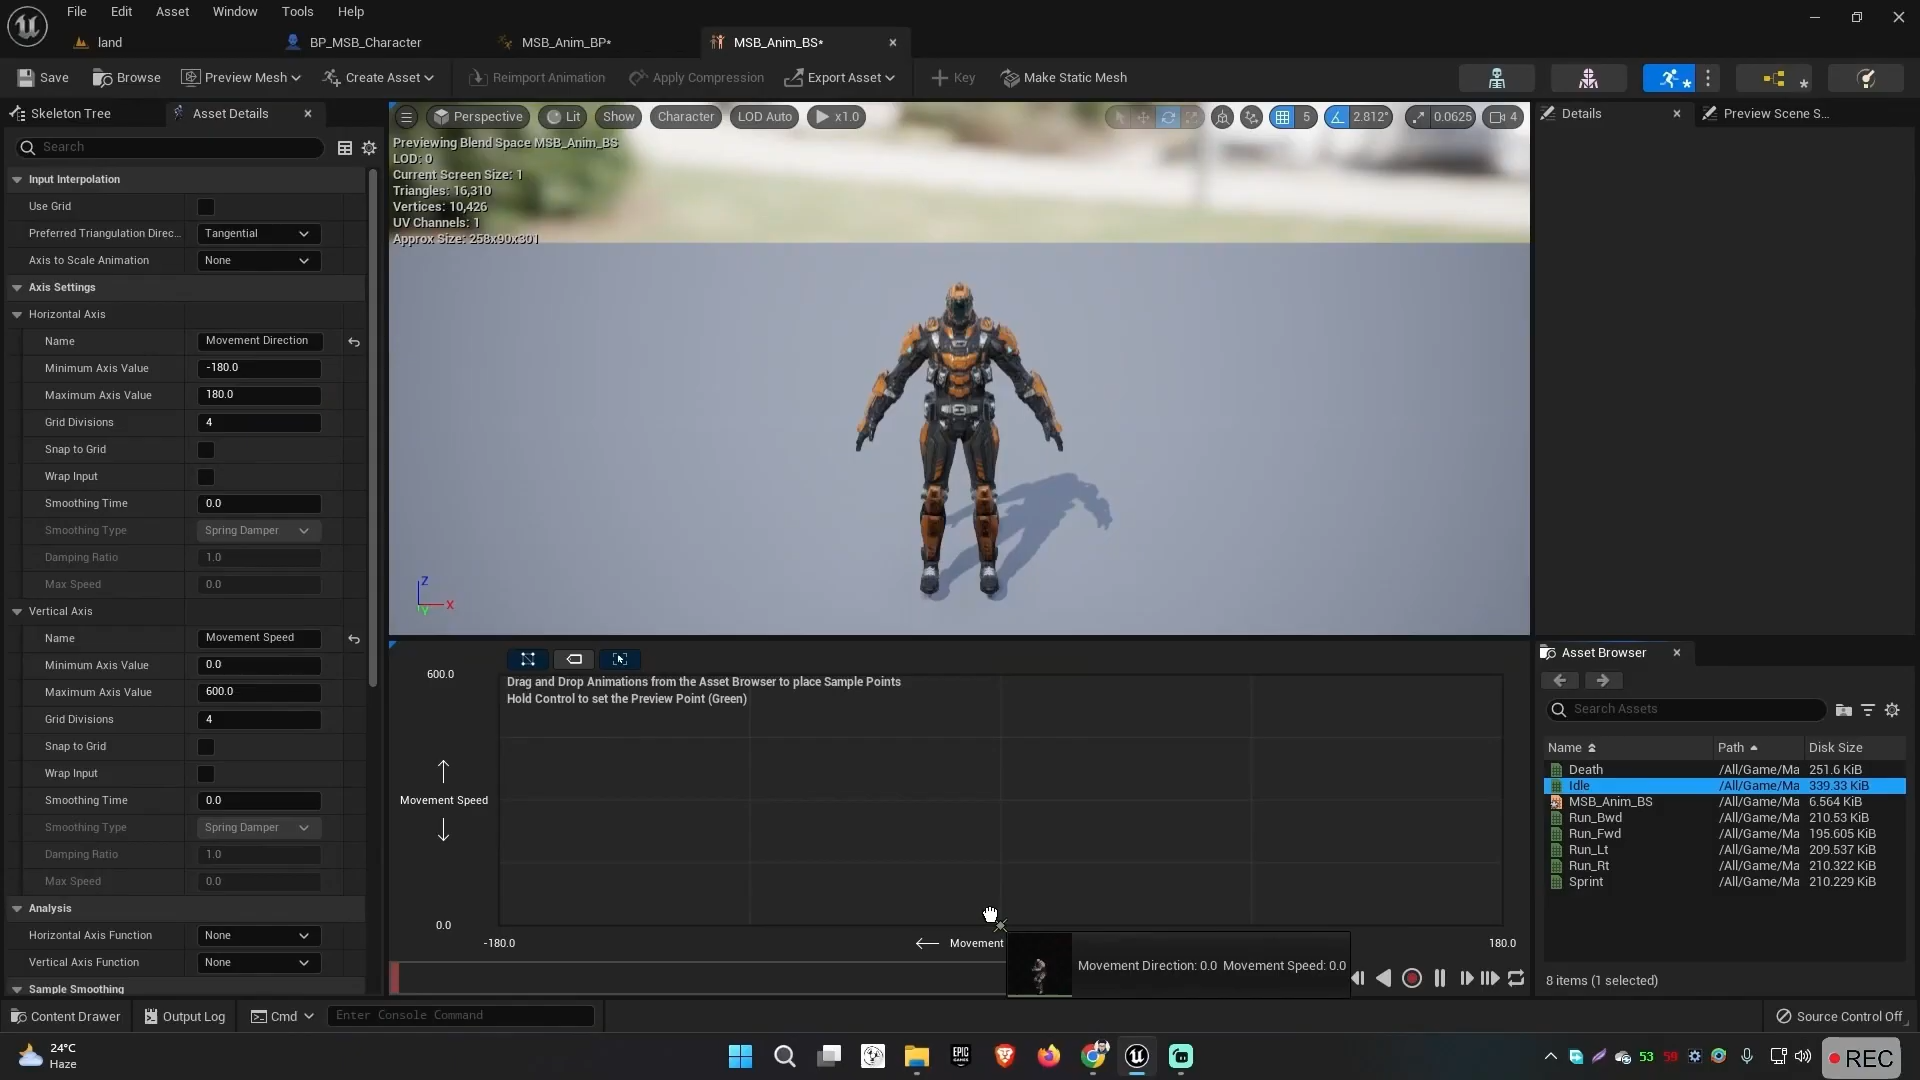 File Edit Asset Window Tools Help
land BP_MSB_Character MSB_Anim_BP* MSB_Anim_BS*
Save Browse Preview Mesh Create Asset Reimport Animation Apply Compression Export Asset Key Make Static Mesh
Skeleton Tree Asset Details
Search
Input Interpolation
Use Grid
Preferred Triangulation Direc... Tangential
Axis to Scale Animation None
Axis Settings
Horizontal Axis
Name Movement Direction
Minimum Axis Value -180.0
Maximum Axis Value 180.0
Grid Divisions 4
Snap to Grid
Wrap Input
Smoothing Time 0.0
Smoothing Type Spring Damper
Damping Ratio 1.0
Max Speed 0.0
Vertical Axis
Name Movement Speed
Minimum Axis Value 0.0
Maximum Axis Value 600.0
Grid Divisions 4
Snap to Grid
Wrap Input
Smoothing Time 0.0
Smoothing Type Spring Damper
Damping Ratio 1.0
Max Speed 0.0
Analysis
Horizontal Axis Function None
Vertical Axis Function None
Sample Smoothing
Perspective Lit Show Character LOD Auto x1.0 5 2.812° 0.0625 4
Previewing Blend Space MSB_Anim_BS
LOD: 0
Current Screen Size: 1
Triangles: 16,310
Vertices: 10,426
UV Channels: 1
Approx Size: 258x90x301
Z
X
Y
600.0
Drag and Drop Animations from the Asset Browser to place Sample Points
Hold Control to set the Preview Point (Green)
Movement Speed
0.0
-180.0 Movement 180.0
Movement Direction: 0.0 Movement Speed: 0.0
Details Preview Scene S...
Asset Browser
Search Assets
Name Path Disk Size
Death /All/Game/Ma 251.6 KiB
Idle /All/Game/Ma 339.33 KiB
MSB_Anim_BS /All/Game/Ma 6.564 KiB
Run_Bwd /All/Game/Ma 210.53 KiB
Run_Fwd /All/Game/Ma 195.605 KiB
Run_Lt /All/Game/Ma 209.537 KiB
Run_Rt /All/Game/Ma 210.322 KiB
Sprint /All/Game/Ma 210.229 KiB
8 items (1 selected)
Content Drawer Output Log Cmd Enter Console Command Source Control Off
24°C
Haze
EPIC
GAMES
53 59
REC